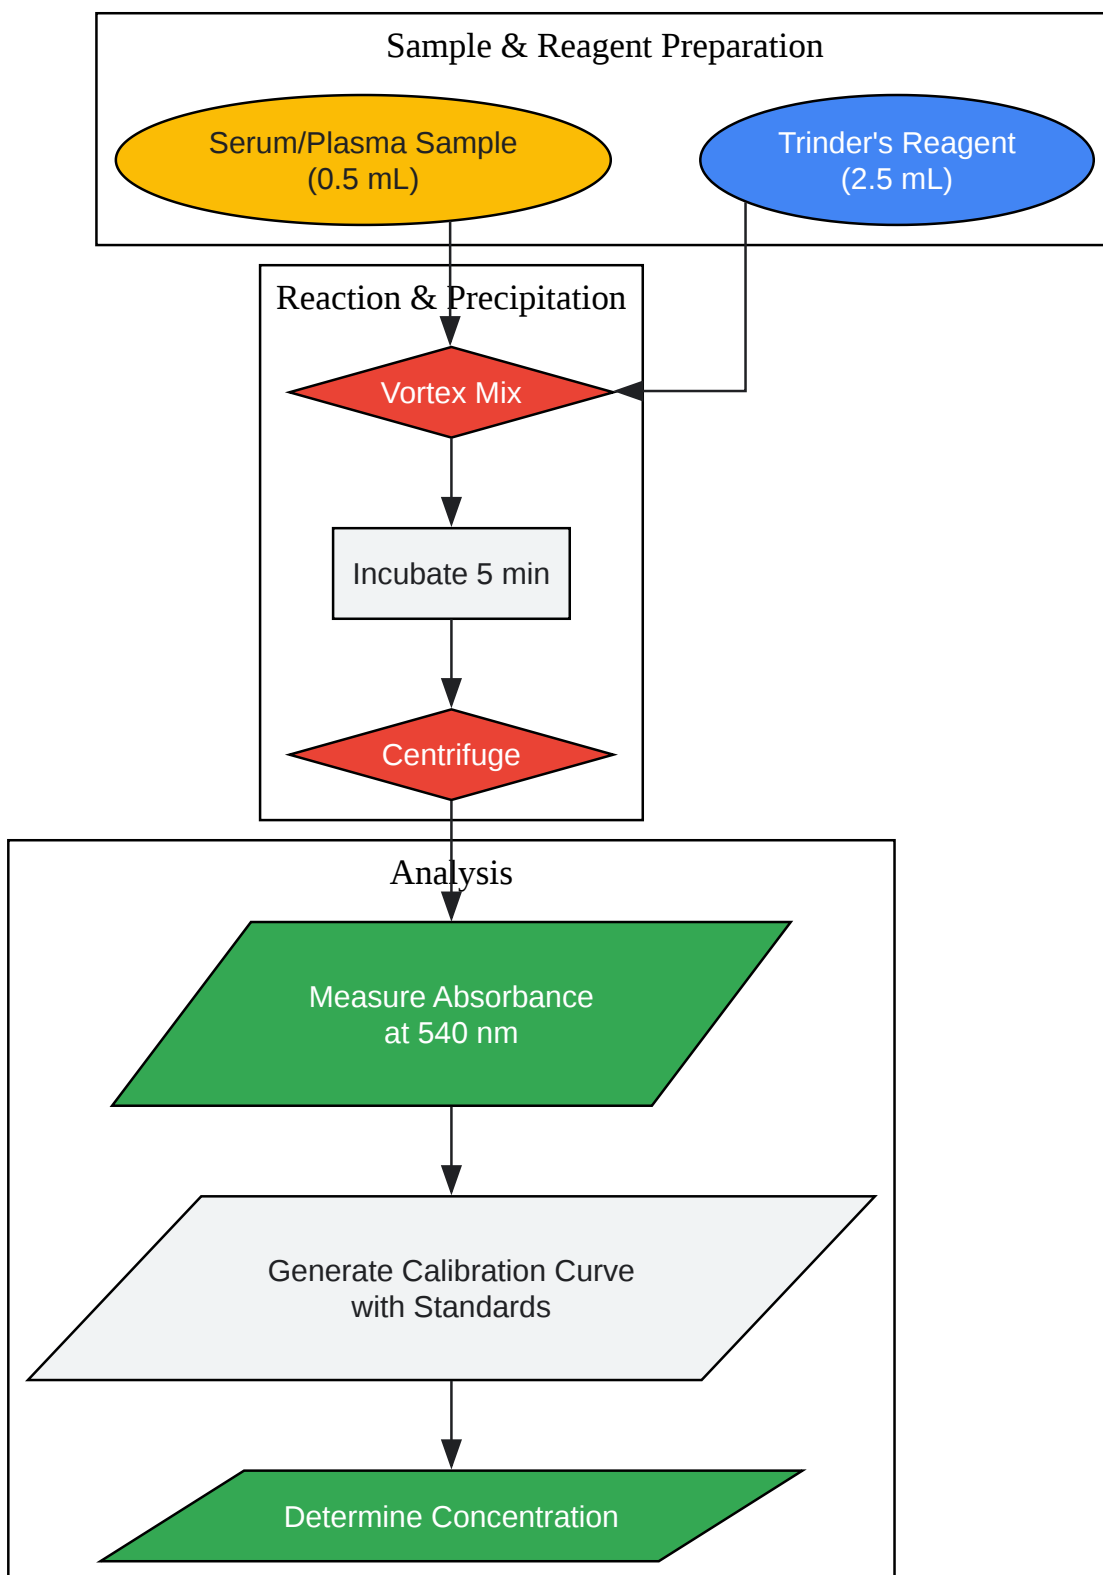 Sample & Reagent Preparation
Serum/Plasma Sample
(0.5 mL)
Trinder's Reagent
(2.5 mL)
Reaction & Precipitation
Vortex Mix
Incubate 5 min
Centrifuge
Analysis
Measure Absorbance
at 540 nm
Generate Calibration Curve
with Standards
Determine Concentration